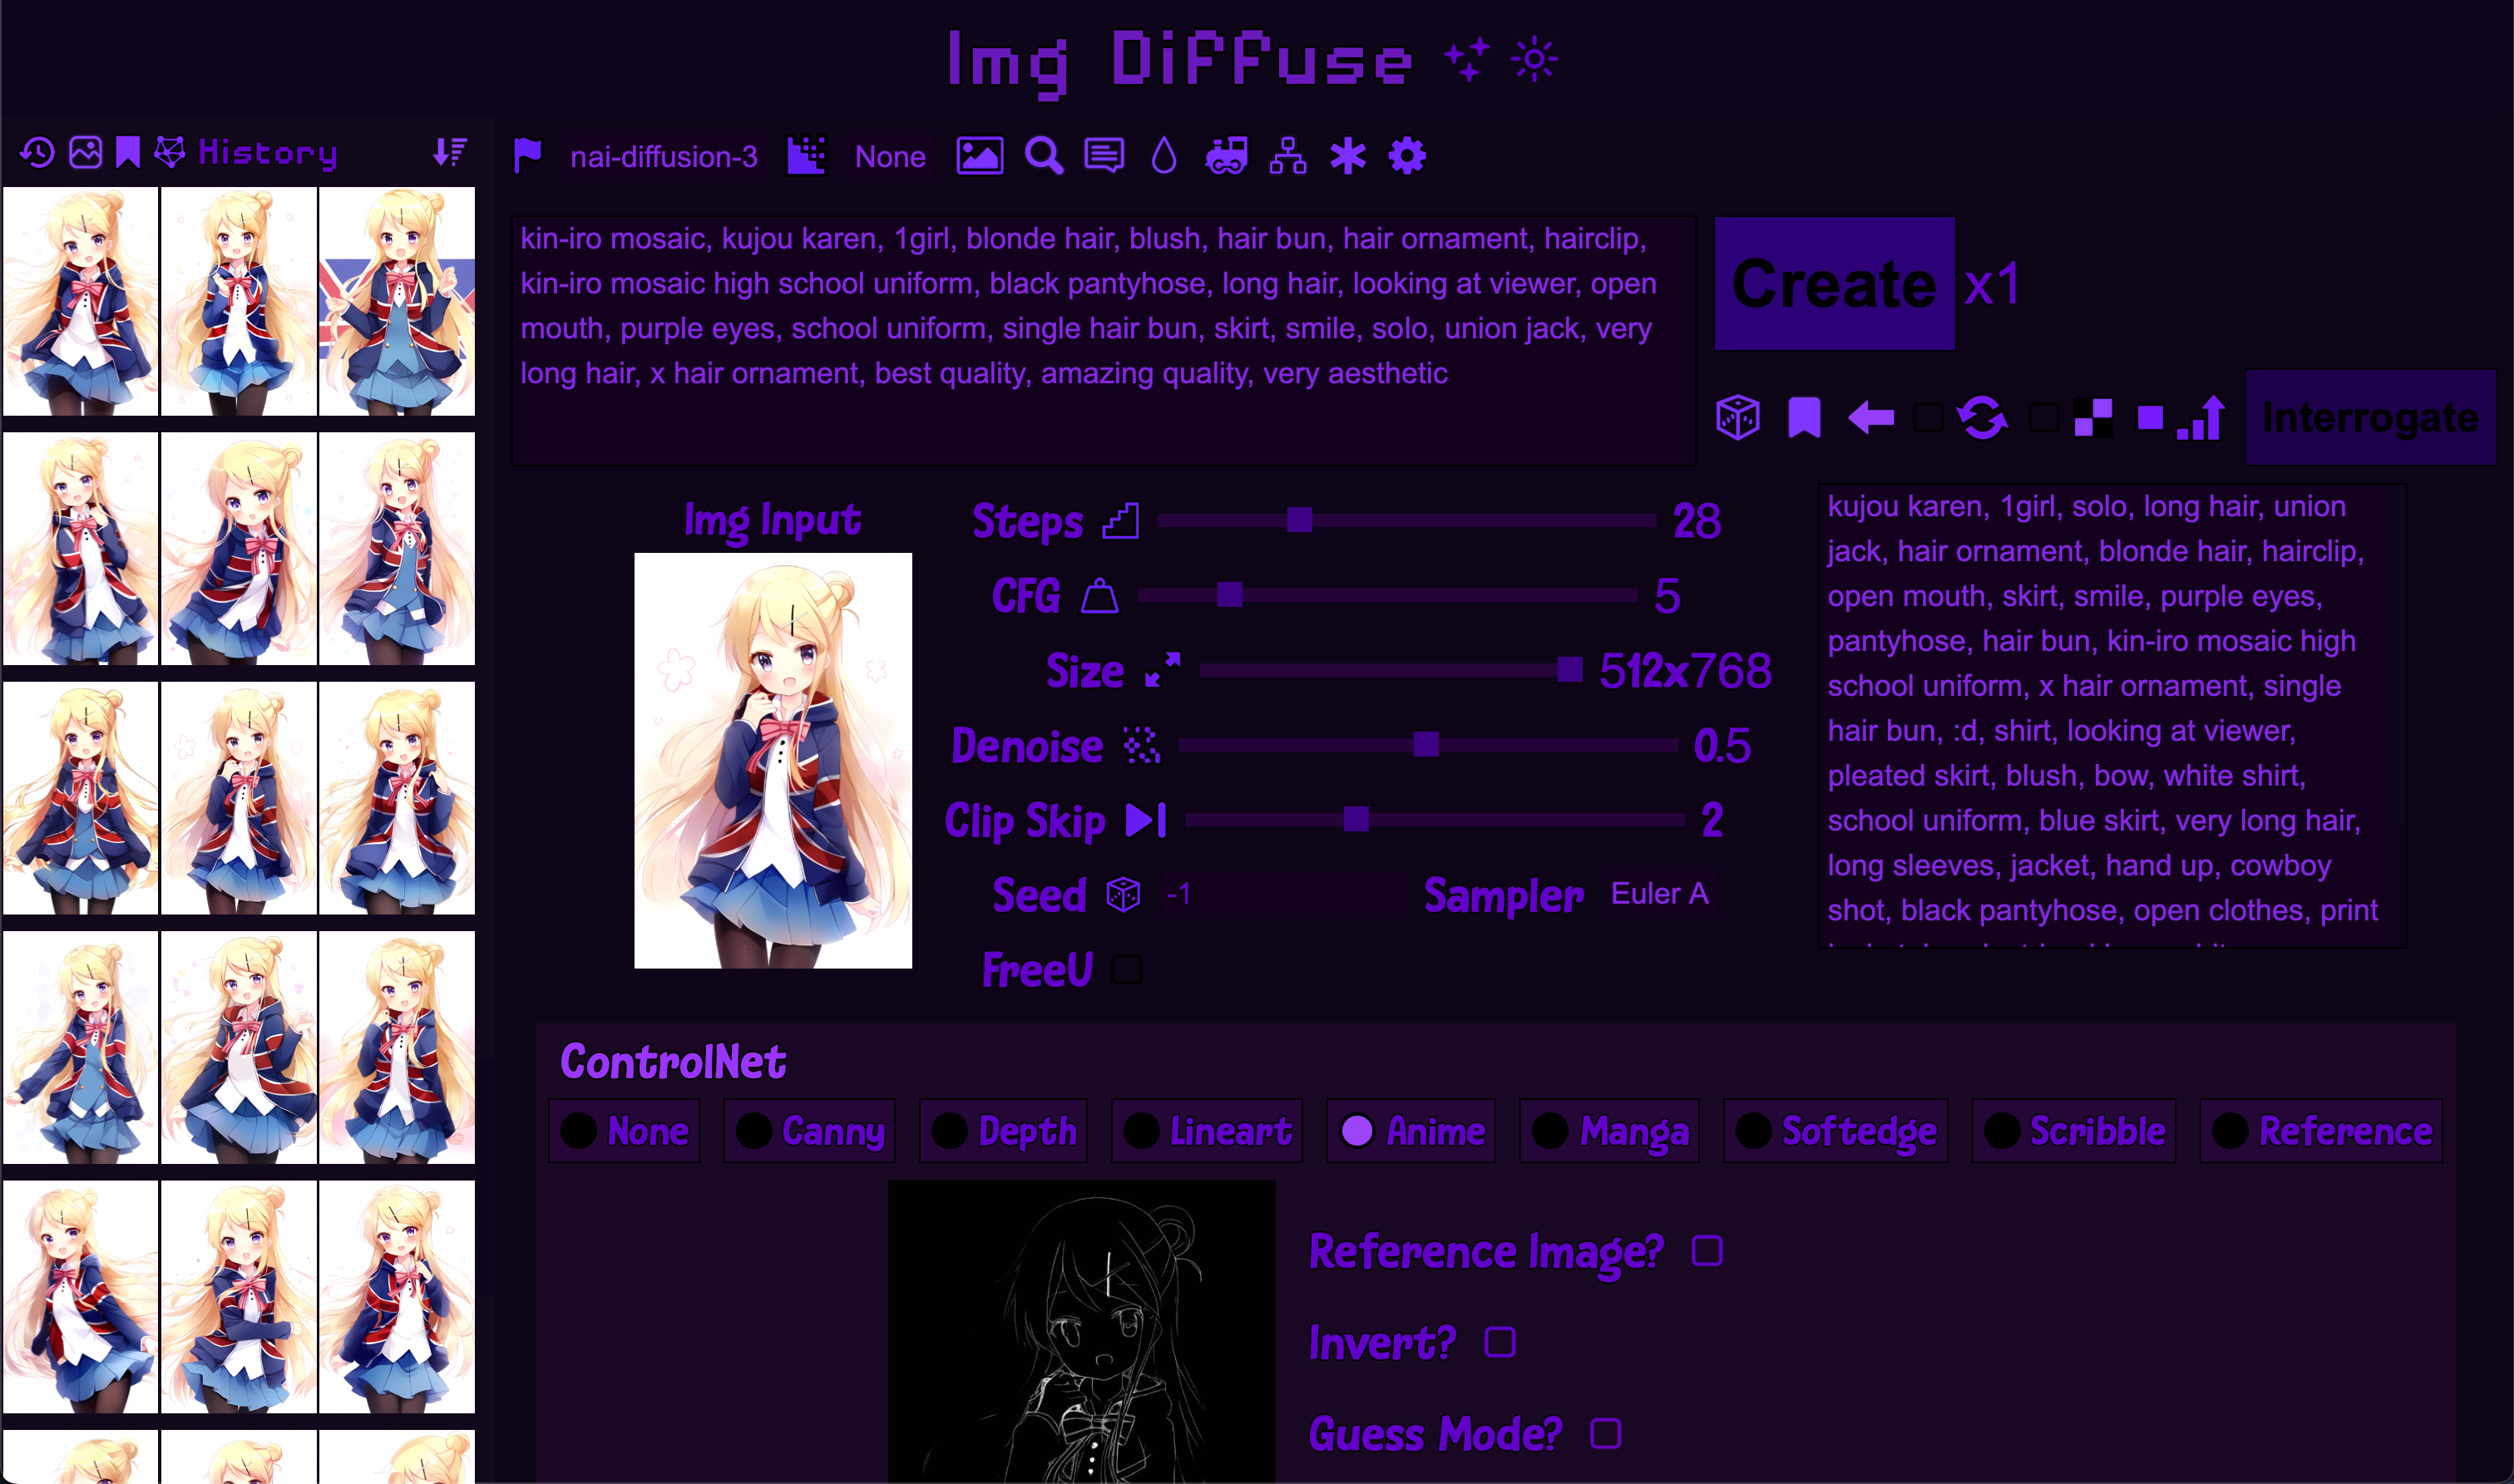 Img Diffuse
History
nai-diffusion-3
None
kin-iro mosaic, kujou karen, 1girl, blonde hair, blush, hair bun, hair ornament, hairclip,
kin-iro mosaic high school uniform, black pantyhose, long hair, looking at viewer, open
mouth, purple eyes, school uniform, single hair bun, skirt, smile, solo, union jack, very
long hair, x hair ornament, best quality, amazing quality, very aesthetic
Create x1
Interrogate
Img Input
Steps 28
CFG 5
Size 512x768
Denoise 0.5
Clip Skip 2
Seed -1
Sampler Euler A
FreeU
kujou karen, 1girl, solo, long hair, union
jack, hair ornament, blonde hair, hairclip,
open mouth, skirt, smile, purple eyes,
pantyhose, hair bun, kin-iro mosaic high
school uniform, x hair ornament, single
hair bun, :d, shirt, looking at viewer,
pleated skirt, blush, bow, white shirt,
school uniform, blue skirt, very long hair,
long sleeves, jacket, hand up, cowboy
shot, black pantyhose, open clothes, print
ControlNet
None Canny Depth Lineart Anime Manga Softedge Scribble Reference
Reference Image?
Invert?
Guess Mode?